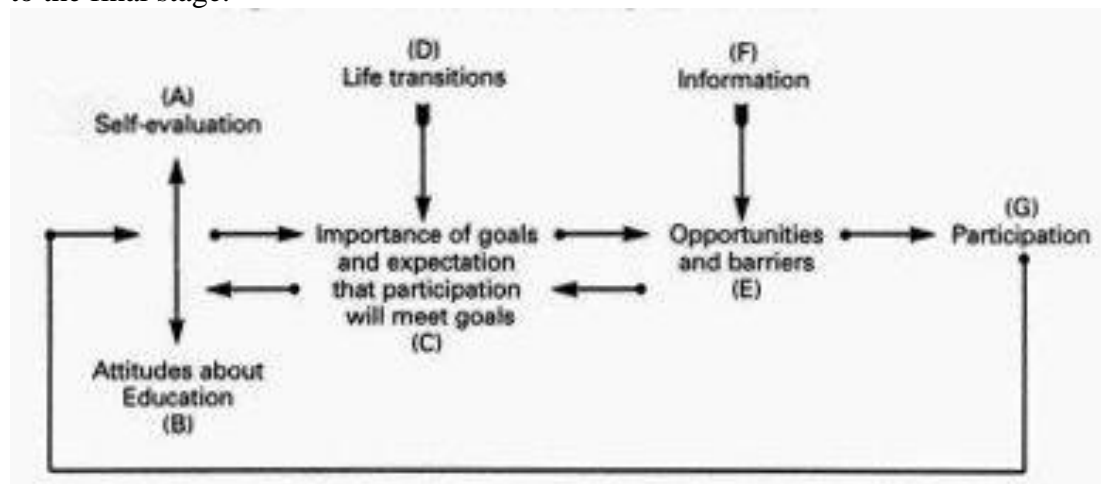 to the final stage.
(D)
Life transitions
(F)
Information
(A)
Self-evaluation
(G)
Participation
Importance of goals
and expectation
that participation
will meet goals
(C)
Opportunities
and barriers
(E)
Attitudes about
Education
(B)